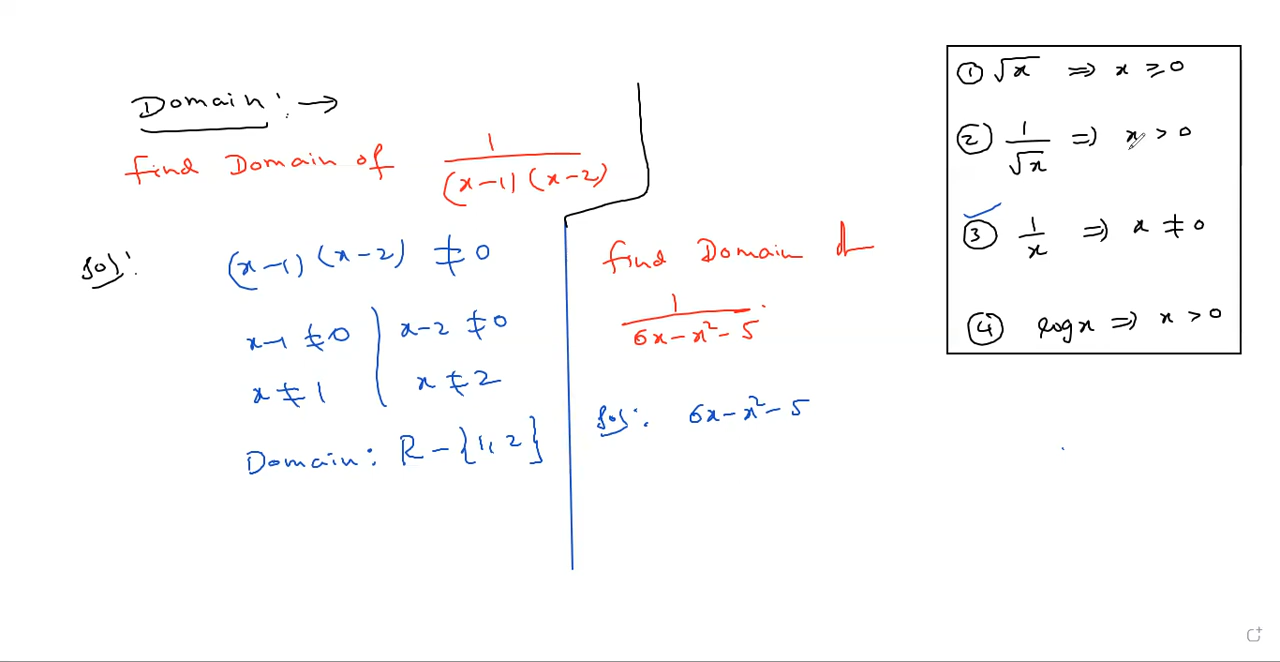 Domain: →
Find Domain of 1/((x-1)(x-2))
Sol: (x-1)(x-2) ≠ 0
x-1 ≠ 0 | x-2 ≠ 0
x ≠ 1 | x ≠ 2
Domain: R - {1, 2}
Find Domain of
1/(6x-x²-5)
Sol: 6x-x²-5
① √x ⇒ x ≥ 0
② 1/√x ⇒ x > 0
③ 1/x ⇒ x ≠ 0
④ log x ⇒ x > 0